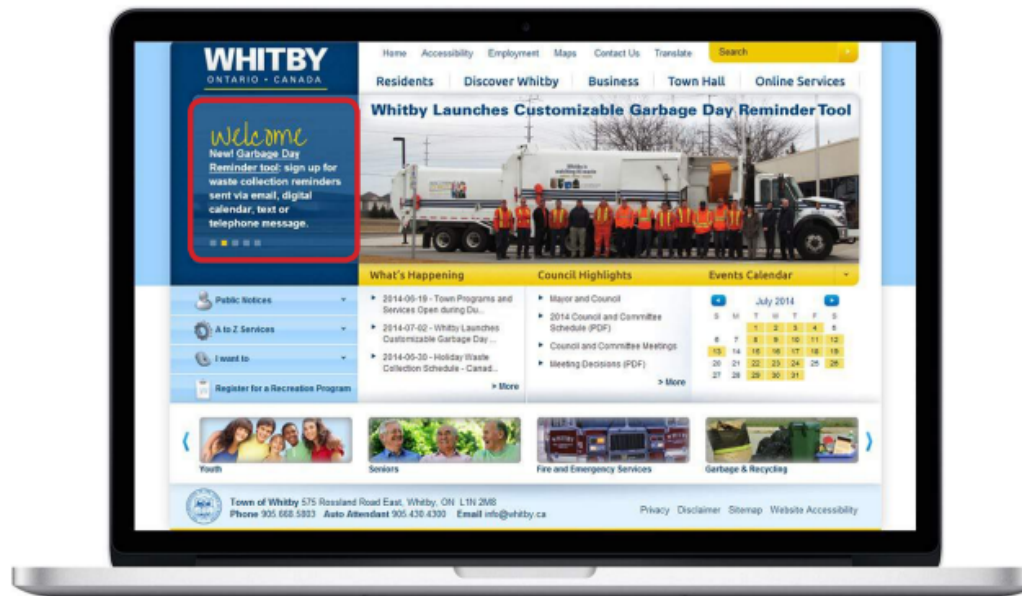 WHITBY
ONTARIO • CANADA
Home Accessibility Employment Maps Contact Us Translate
Search
Residents Discover Whitby Business Town Hall Online Services
Whitby Launches Customizable Garbage Day Reminder Tool
welcome
New! Garbage Day
Reminder tool: sign up for
waste collection reminders
sent via email, digital
calendar, text or
telephone message.
What's Happening
2014-06-19 - Town Programs and
Services Open during Du...
2014-07-02 - Whitby Launches
Customizable Garbage Day ...
2014-06-30 - Holiday Waste
Collection Schedule - Canad...
> More
Council Highlights
Mayor and Council
2014 Council and Committee
Schedule (PDF)
Council and Committee Meetings
Meeting Decisions (PDF)
> More
Events Calendar
July 2014
S M T W T F S
1 2 3 4 5
6 7 8 9 10 11 12
13 14 15 16 17 18 19
20 21 22 23 24 25 26
27 28 29 30 31
Public Notices
A to Z Services
I want to
Register for a Recreation Program
Youth
Seniors
Fire and Emergency Services
Garbage & Recycling
Town of Whitby 575 Rossland Road East, Whitby, ON L1N 2M8
Phone 905.668.5803 Auto Attendant 905.430.4300 Email info@whitby.ca
Privacy Disclaimer Sitemap Website Accessibility